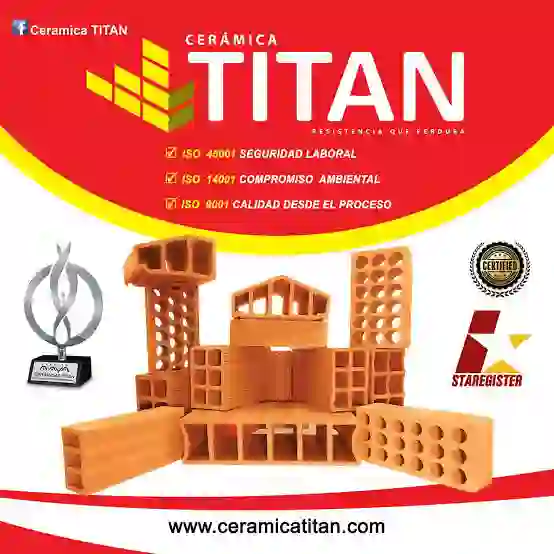 f Ceramica TITAN
CERÁMICA
TITAN
RESISTENCIA QUE PERDURA
ISO 45001 SEGURIDAD LABORAL
ISO 14001 COMPROMISO AMBIENTAL
ISO 9001 CALIDAD DESDE EL PROCESO
CERTIFIED
STAREGISTER
www.ceramicatitan.com